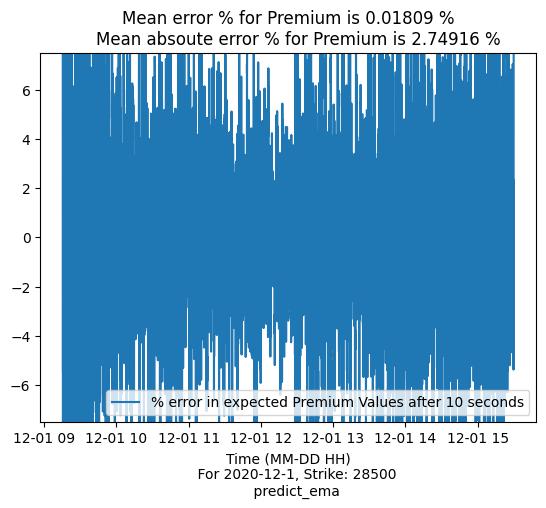 Mean error % for Premium is 0.01809 %
Mean absoute error % for Premium is 2.74916 %
6
4
2
0
−2
−4
−6
% error in expected Premium Values after 10 seconds
12-01 09 12-01 10 12-01 11 12-01 12 12-01 13 12-01 14 12-01 15
Time (MM-DD HH)
For 2020-12-1, Strike: 28500
predict_ema